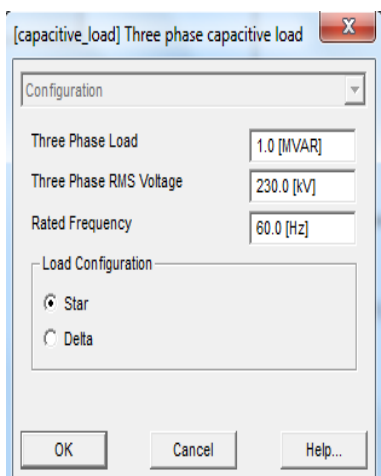 [capacitive_load] Three phase capacitive load
Configuration
Three Phase Load 1.0 [MVAR]
Three Phase RMS Voltage 230.0 [kV]
Rated Frequency 60.0 [Hz]
Load Configuration
Star
Delta
OK Cancel Help...